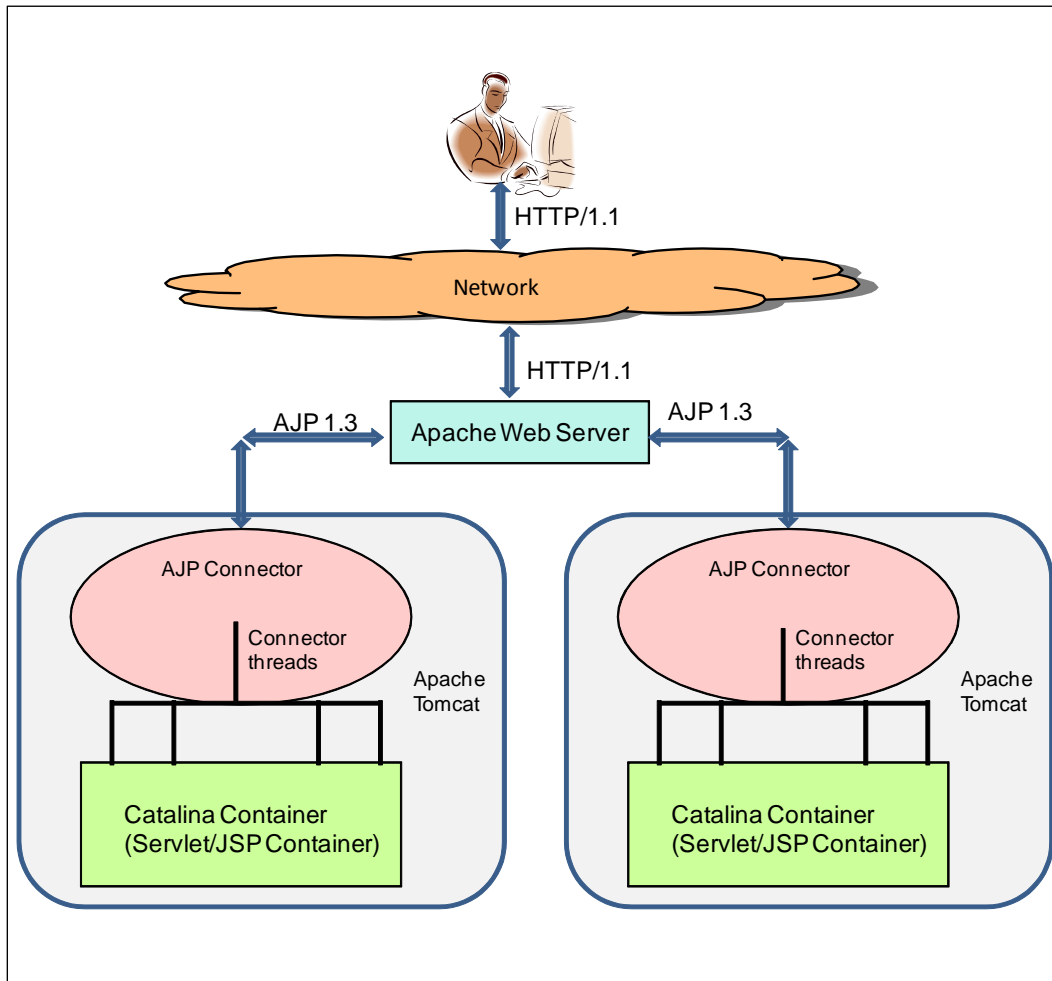 HTTP/1.1
Network
HTTP/1.1
AJP 1.3
Apache Web Server
AJP 1.3
AJP Connector
Connector
threads
Apache
Tomcat
Catalina Container
(Servlet/JSP Container)
AJP Connector
Connector
threads
Apache
Tomcat
Catalina Container
(Servlet/JSP Container)